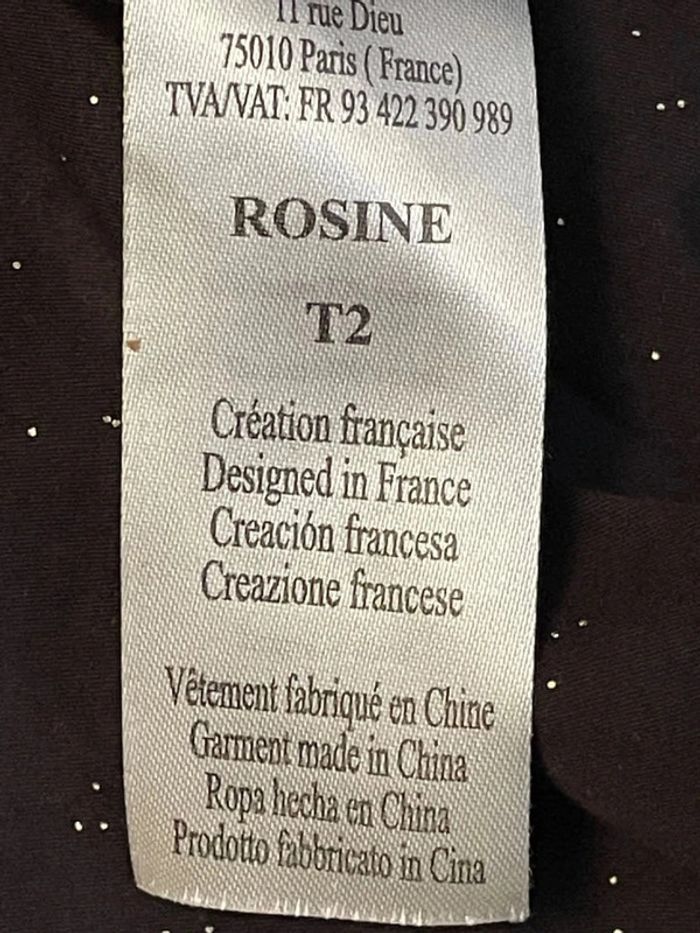 11 rue Dieu
75010 Paris ( France)
TVA/VAT: FR 93 422 390 989
ROSINE
T2
Création française
Designed in France
Creación francesa
Creazione francese
Vêtement fabriqué en Chine
Garment made in China
Ropa hecha en China
Prodotto fabbricato in Cina